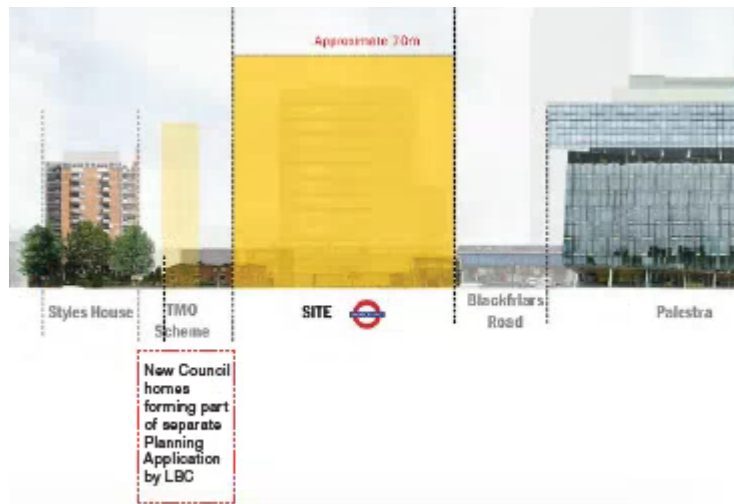 Approximate 70m
Styles House
TMO
Scheme
SITE
Blackfriars
Road
Palestra
New Council
homes
forming part
of separate
Planning
Application
by LBC